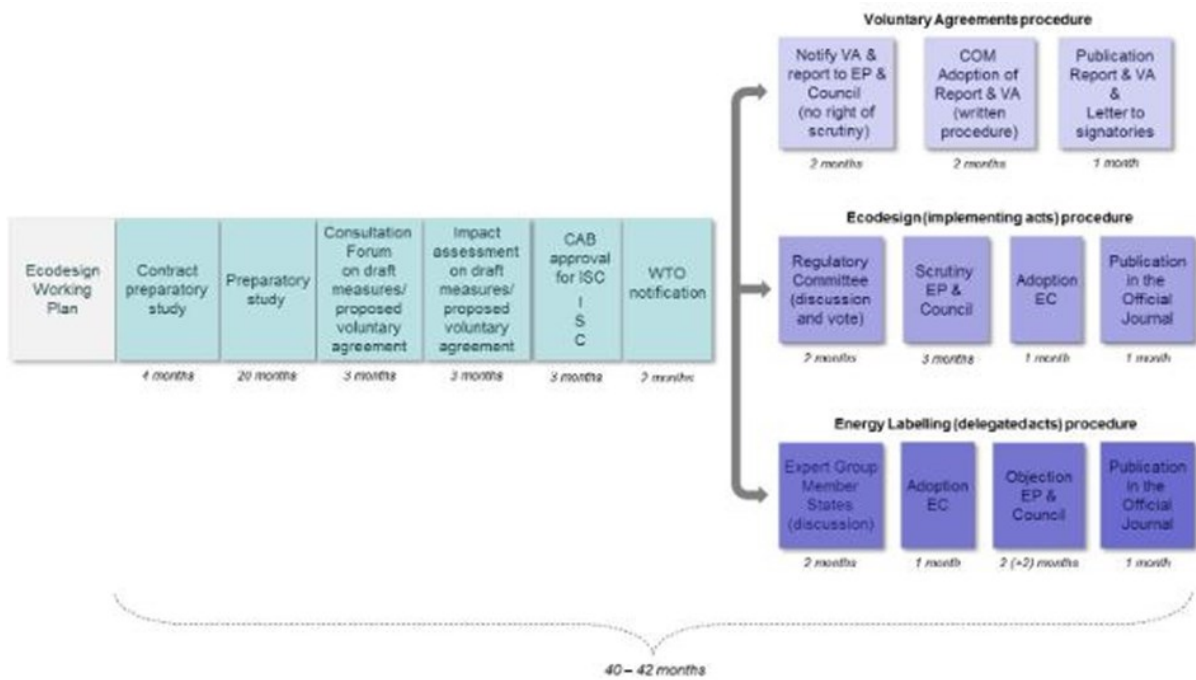 Voluntary Agreements procedure
Notify VA &
report to EP &
Council
(no right of
scrutiny)
2 months
COM
Adoption of
Report & VA
(written
procedure)
2 months
Publication
Report & VA
&
Letter to
signatories
1 month
Ecodesign
Working
Plan
Contract
preparatory
study
4 months
Preparatory
study
20 months
Consultation
Forum
on draft
measures/
proposed
voluntary
agreement
3 months
Impact
assessment
on draft
measures/
proposed
voluntary
agreement
3 months
CAB
approval
for ISC
I
S
C
3 months
WTO
notification
2 months
Ecodesign (implementing acts) procedure
Regulatory
Committee
(discussion
and vote)
2 months
Scrutiny
EP &
Council
3 months
Adoption
EC
1 month
Publication
in the
Official
Journal
1 month
Energy Labelling (delegated acts) procedure
Expert Group
Member
States
(discussion)
2 months
Adoption
EC
1 month
Objection
EP &
Council
2 (+2) months
Publication
in the
Official
Journal
1 month
40 – 42 months